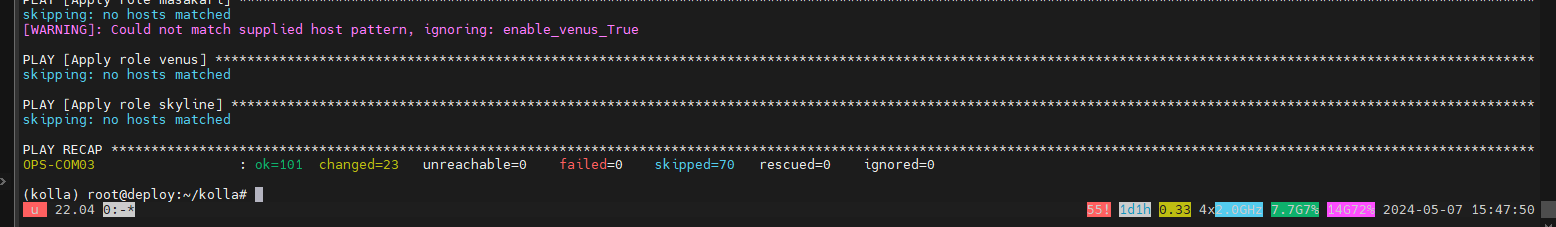 PLAY [Apply role masakari] ****************************************************************************************************************************************************************************
skipping: no hosts matched
[WARNING]: Could not match supplied host pattern, ignoring: enable_venus_True
PLAY [Apply role venus] *******************************************************************************************************************************************************************************
skipping: no hosts matched
PLAY [Apply role skyline] *****************************************************************************************************************************************************************************
skipping: no hosts matched
PLAY RECAP ********************************************************************************************************************************************************************************************
OPS-COM03                  : ok=101  changed=23   unreachable=0    failed=0    skipped=70   rescued=0    ignored=0
(kolla) root@deploy:~/kolla#
u 22.04 0:-* 55! 1d1h 0.33 4x2.0GHz 7.7G7% 14G72% 2024-05-07 15:47:50